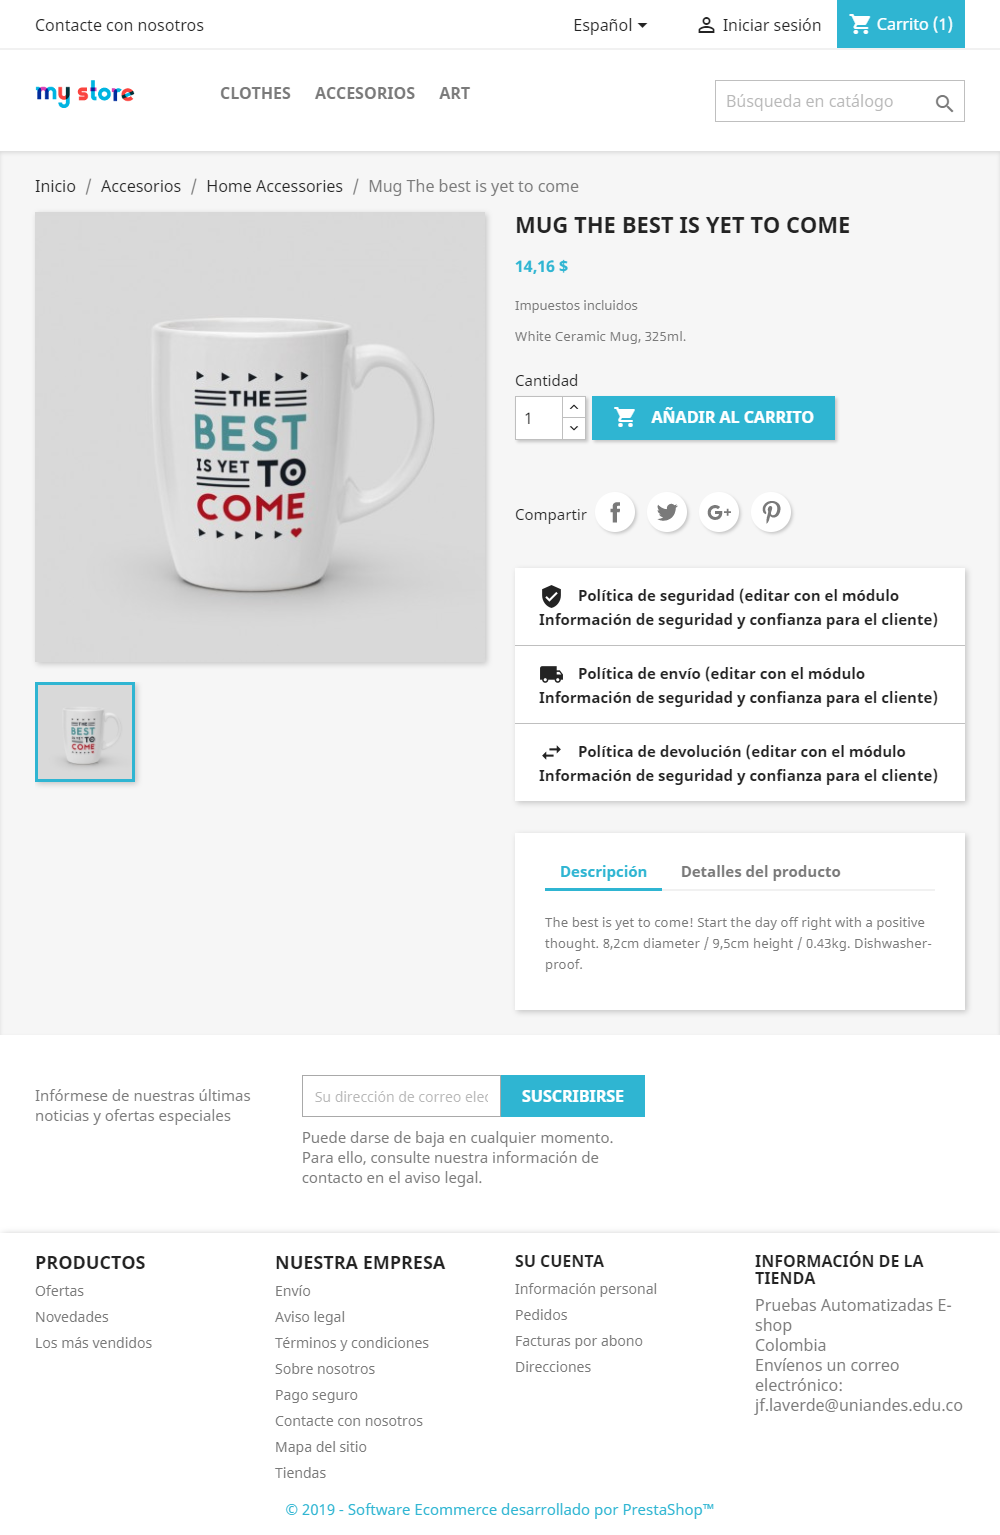 Contacte con nosotros
Español
Iniciar sesión
Carrito (1)
my store
CLOTHES
ACCESORIOS
ART
Búsqueda en catálogo
Inicio / Accesorios / Home Accessories / Mug The best is yet to come
THE
BEST
IS YET TO
COME
THE
BEST
IS YET TO
COME
MUG THE BEST IS YET TO COME
14,16 $
Impuestos incluidos
White Ceramic Mug, 325ml.
Cantidad
1
AÑADIR AL CARRITO
Compartir
f
G+
Política de seguridad (editar con el módulo
Información de seguridad y confianza para el cliente)
Política de envío (editar con el módulo
Información de seguridad y confianza para el cliente)
Política de devolución (editar con el módulo
Información de seguridad y confianza para el cliente)
Descripción
Detalles del producto
The best is yet to come! Start the day off right with a positive
thought. 8,2cm diameter / 9,5cm height / 0.43kg. Dishwasher-
proof.
Infórmese de nuestras últimas
noticias y ofertas especiales
Su dirección de correo elec
SUSCRIBIRSE
Puede darse de baja en cualquier momento.
Para ello, consulte nuestra información de
contacto en el aviso legal.
PRODUCTOS
Ofertas
Novedades
Los más vendidos
NUESTRA EMPRESA
Envío
Aviso legal
Términos y condiciones
Sobre nosotros
Pago seguro
Contacte con nosotros
Mapa del sitio
Tiendas
SU CUENTA
Información personal
Pedidos
Facturas por abono
Direcciones
INFORMACIÓN DE LA
TIENDA
Pruebas Automatizadas E-
shop
Colombia
Envíenos un correo
electrónico:
jf.laverde@uniandes.edu.co
© 2019 - Software Ecommerce desarrollado por PrestaShop™